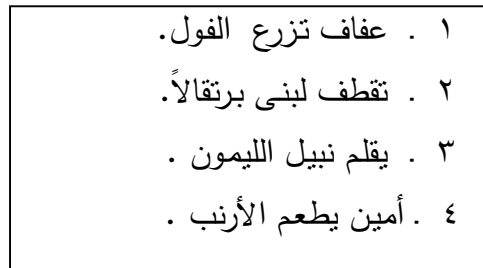 ١ . عفاف تزرع الفول.
٢ . تقطف لبنى برتقالاً.
٣ . يقلم نبيل الليمون .
٤ . أمين يطعم الأرنب .